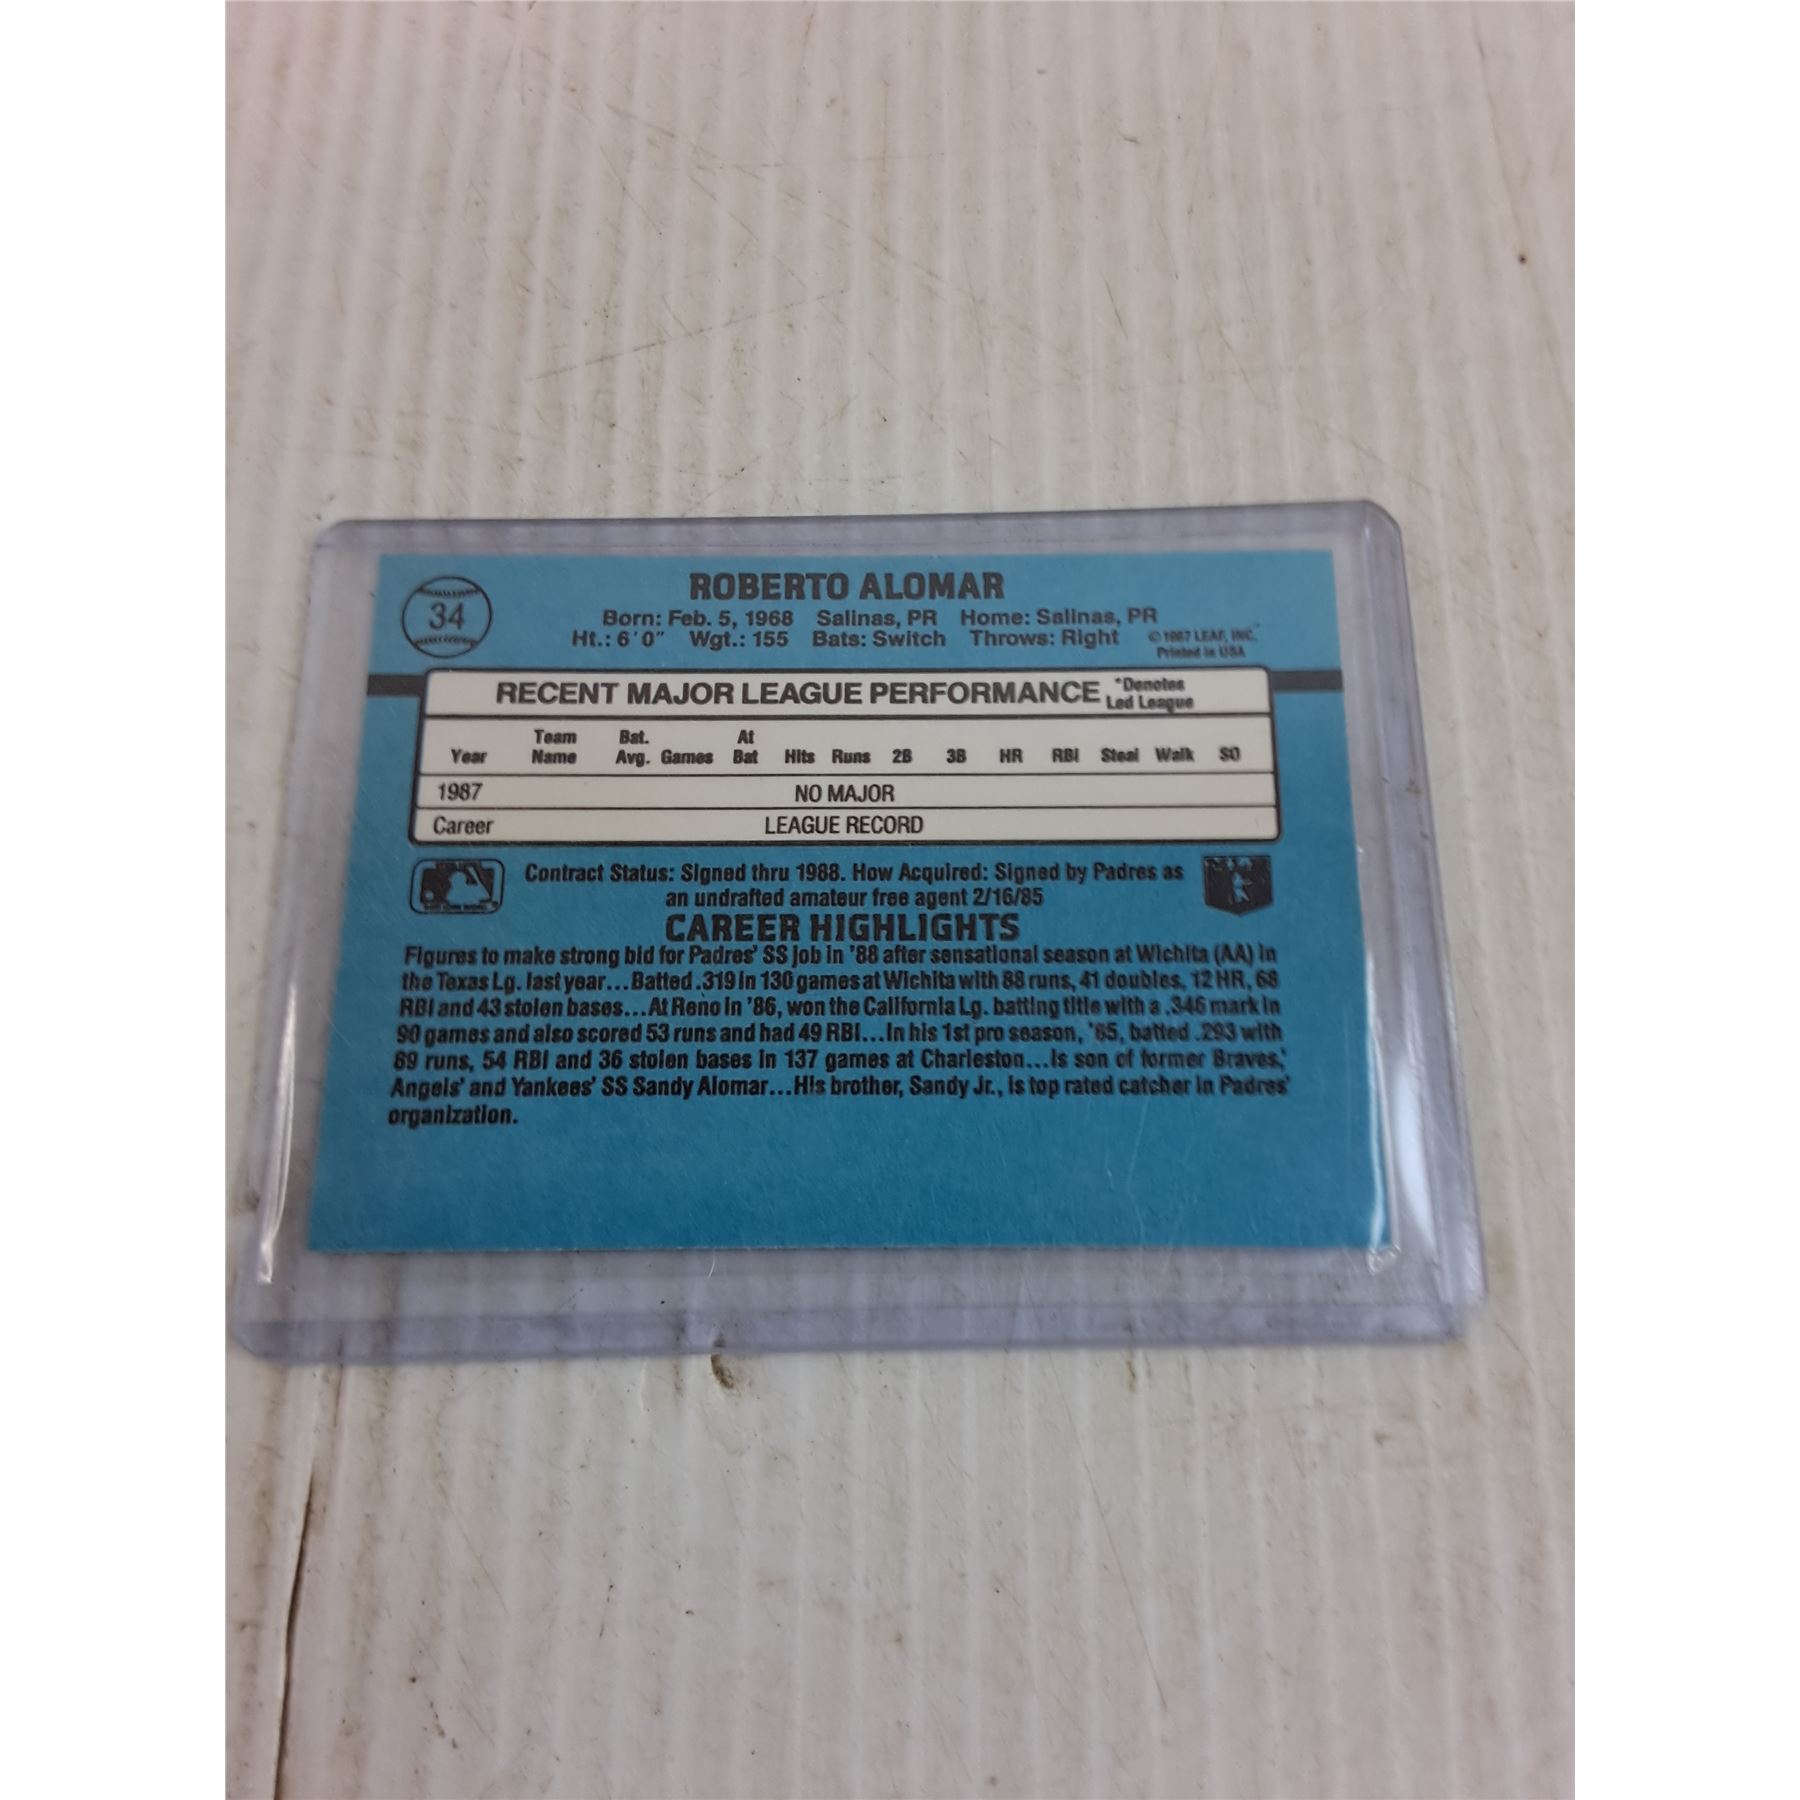 34
ROBERTO ALOMAR
Born: Feb. 5, 1968 Salinas, PR Home: Salinas, PR
Ht.: 6'0" Wgt.: 155 Bats: Switch Throws: Right
© 1987 LEAF, INC.
Printed in USA
RECENT MAJOR LEAGUE PERFORMANCE *Denotes Led League
Year Team Name Bat. Avg. Games At Bat Hits Runs 2B 3B HR RBI Steal Walk SO
1987 NO MAJOR
Career LEAGUE RECORD
Contract Status: Signed thru 1988. How Acquired: Signed by Padres as
an undrafted amateur free agent 2/16/85
CAREER HIGHLIGHTS
Figures to make strong bid for Padres' SS job in '88 after sensational season at Wichita (AA) in
the Texas Lg. last year...Batted .319 in 130 games at Wichita with 88 runs, 41 doubles, 12 HR, 68
RBI and 43 stolen bases...At Reno in '86, won the California Lg. batting title with a .346 mark in
90 games and also scored 53 runs and had 49 RBI...In his 1st pro season, '85, batted .293 with
89 runs, 54 RBI and 36 stolen bases in 137 games at Charleston...Is son of former Braves,'
Angels' and Yankees' SS Sandy Alomar...His brother, Sandy Jr., is top rated catcher in Padres'
organization.